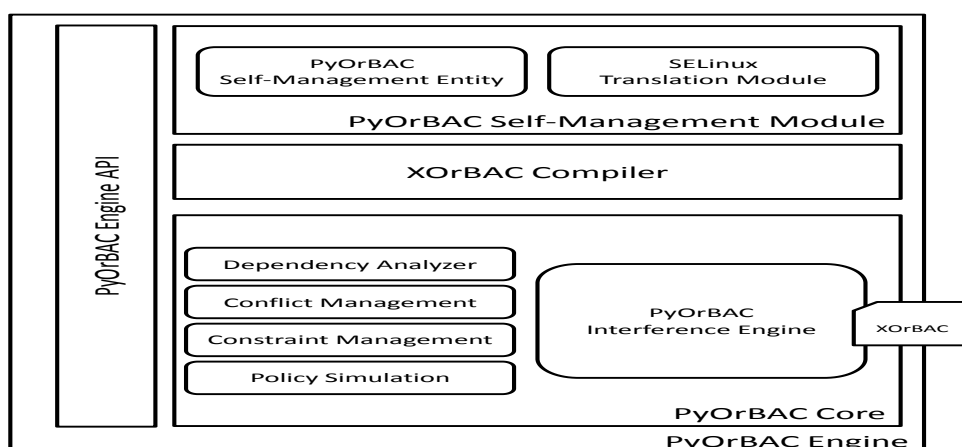 PyOrBAC Engine API
PyOrBAC
Self-Management Entity
SELinux
Translation Module
PyOrBAC Self-Management Module
XOrBAC Compiler
Dependency Analyzer
Conflict Management
Constraint Management
Policy Simulation
PyOrBAC
Interference Engine
XOrBAC
PyOrBAC Core
PyOrBAC Engine